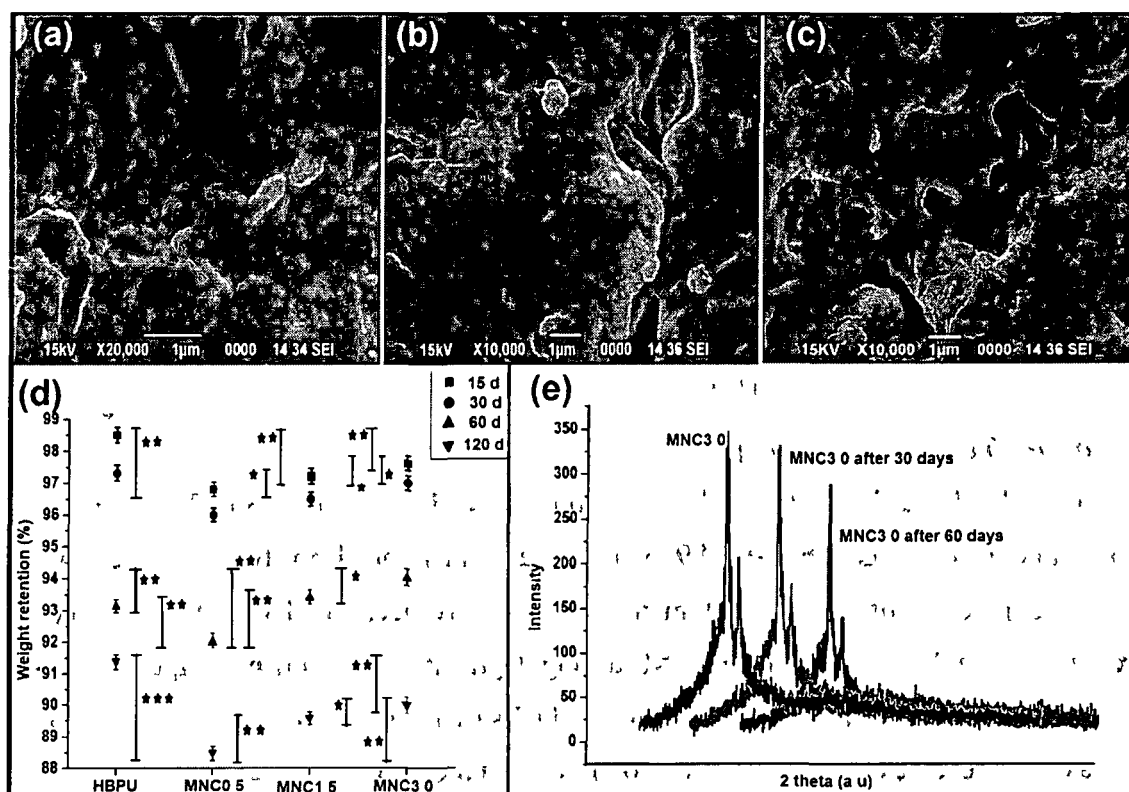 (a)
(b)
(c)
15kV X20,000 1µm 0000 14 34 SEI
15kV X10,000 1µm 0000 14 36 SEI
15kV X10,000 1µm 0000 14 36 SEI
(d)
15 d
30 d
60 d
120 d
99
98
97
96
95
94
93
92
91
90
89
88
Weight retention (%)
HBPU
MNC0 5
MNC1 5
MNC3 0
(e)
350
300
250
200
150
100
50
0
Intensity
MNC3 0
MNC3 0 after 30 days
MNC3 0 after 60 days
2 theta (a u)